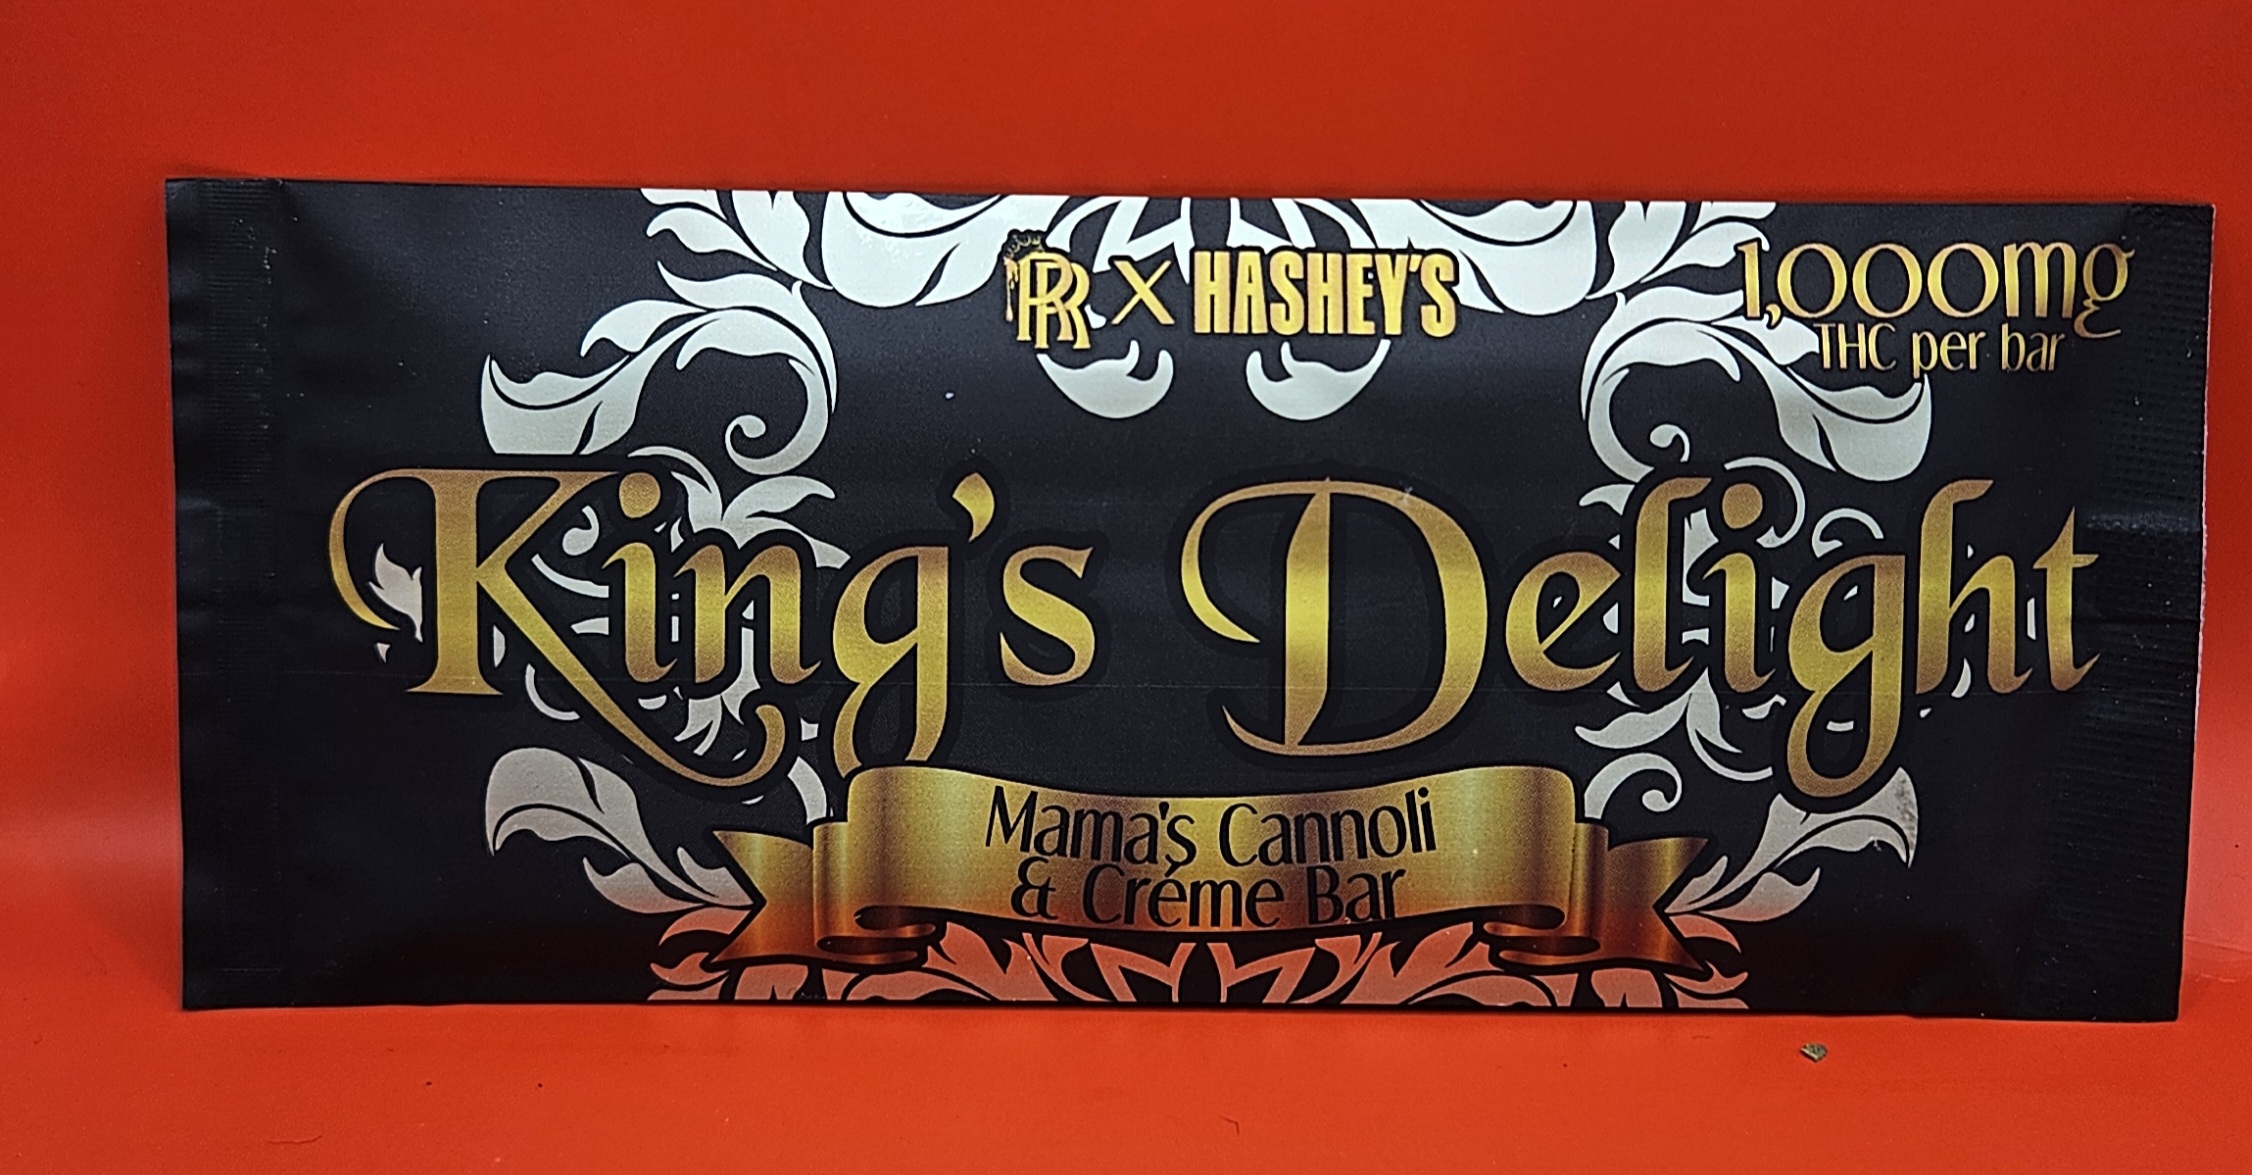 RR X HASHEY'S
1,000mg
THC per bar
King's Delight
Mama's Cannoli
& Créme Bar